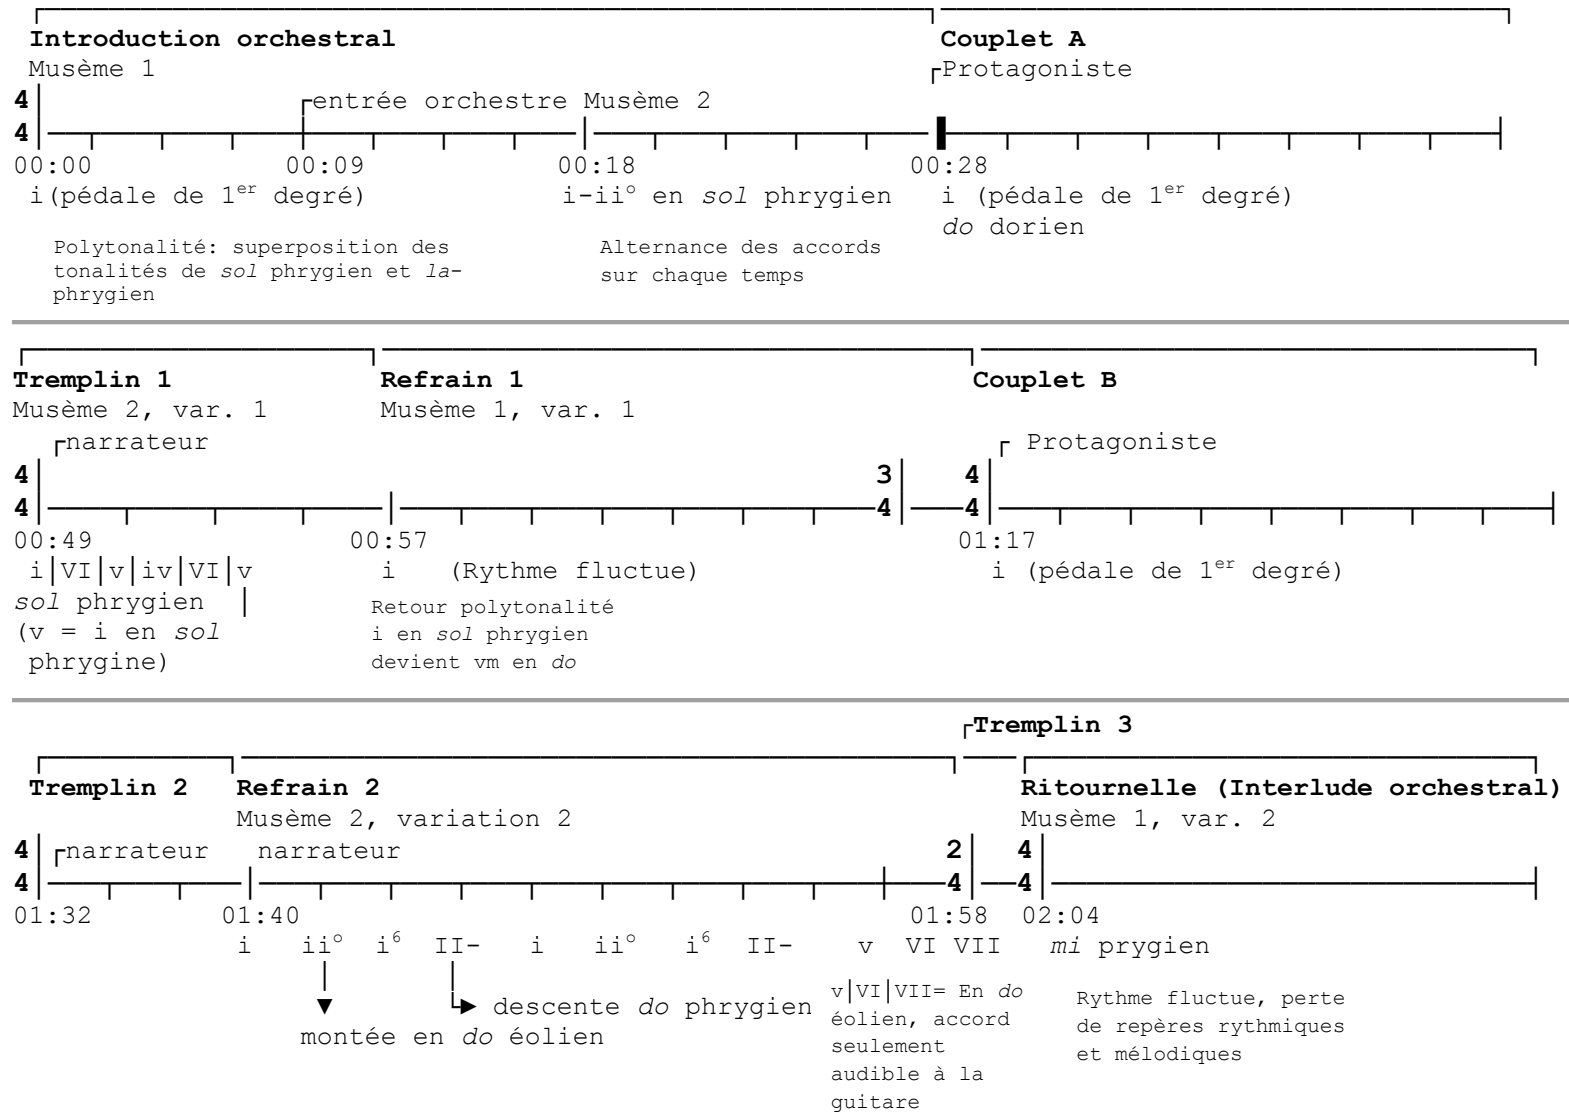 Introduction orchestral Couplet A
Musème 1 Protagoniste
4 entrée orchestre Musème 2
4
00:00 00:09 00:18 00:28
i(pédale de 1er degré) i-ii° en sol phrygien i (pédale de 1er degré)
do dorien
Polytonalité: superposition des
tonalités de sol phrygien et la-
phrygien
Alternance des accords
sur chaque temps
Tremplin 1 Refrain 1 Couplet B
Musème 2, var. 1 Musème 1, var. 1
narrateur Protagoniste
4 3 4
4 4 4
00:49 00:57 01:17
i|VI|v|iv|VI|v i (Rythme fluctue) i (pédale de 1er degré)
sol phrygien
(v = i en sol
phrygine)
Retour polytonalité
i en sol phrygien
devient vm en do
Tremplin 3
Tremplin 2 Refrain 2 Ritournelle (Interlude orchestral)
Musème 2, variation 2 Musème 1, var. 2
4 narrateur narrateur 2 4
4 4 4
01:32 01:40 01:58 02:04
i ii° i6 II- i ii° i6 II- v VI VII mi prygien
descente do phrygien
montée en do éolien
v|VI|VII= En do
éolien, accord
seulement
audible à la
guitare
Rythme fluctue, perte
de repères rythmiques
et mélodiques